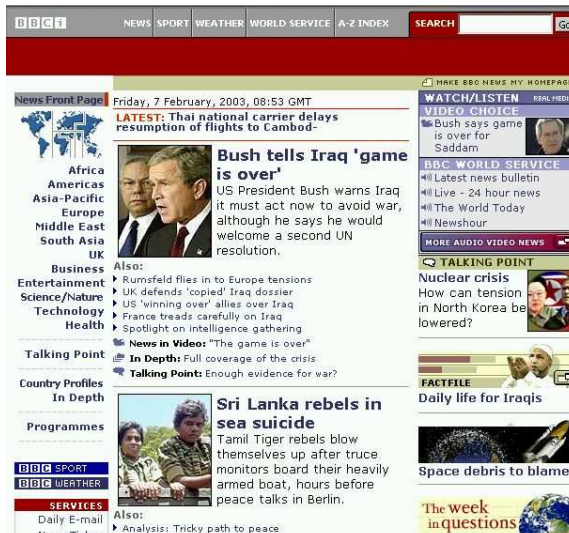 BBCi
NEWS SPORT WEATHER WORLD SERVICE A-Z INDEX SEARCH Go
MAKE BBC NEWS MY HOMEPAG
News Front Page
Africa
Americas
Asia-Pacific
Europe
Middle East
South Asia
UK
Business
Entertainment
Science/Nature
Technology
Health
Talking Point
Country Profiles
In Depth
Programmes
BBC SPORT
BBC WEATHER
SERVICES
Daily E-mail
Friday, 7 February, 2003, 08:53 GMT
LATEST: Thai national carrier delays
resumption of flights to Cambod-
Bush tells Iraq 'game
is over'
US President Bush warns Iraq
it must act now to avoid war,
although he says he would
welcome a second UN
resolution.
Also:
Rumsfeld flies in to Europe tensions
UK defends 'copied' Iraq dossier
US 'winning over' allies over Iraq
France treads carefully on Iraq
Spotlight on intelligence gathering
News in Video: "The game is over"
In Depth: Full coverage of the crisis
Talking Point: Enough evidence for war?
Sri Lanka rebels in
sea suicide
Tamil Tiger rebels blow
themselves up after truce
monitors board their heavily
armed boat, hours before
peace talks in Berlin.
Also:
Analysis: Tricky path to peace
WATCH/LISTEN REAL MEDI
VIDEO CHOICE
Bush says game
is over for
Saddam
BBC WORLD SERVICE
Latest news bulletin
Live - 24 hour news
The World Today
Newshour
MORE AUDIO VIDEO NEWS
TALKING POINT
Nuclear crisis
How can tension
in North Korea be
lowered?
FACTFILE
Daily life for Iraqis
Space debris to blame
The week
in questions